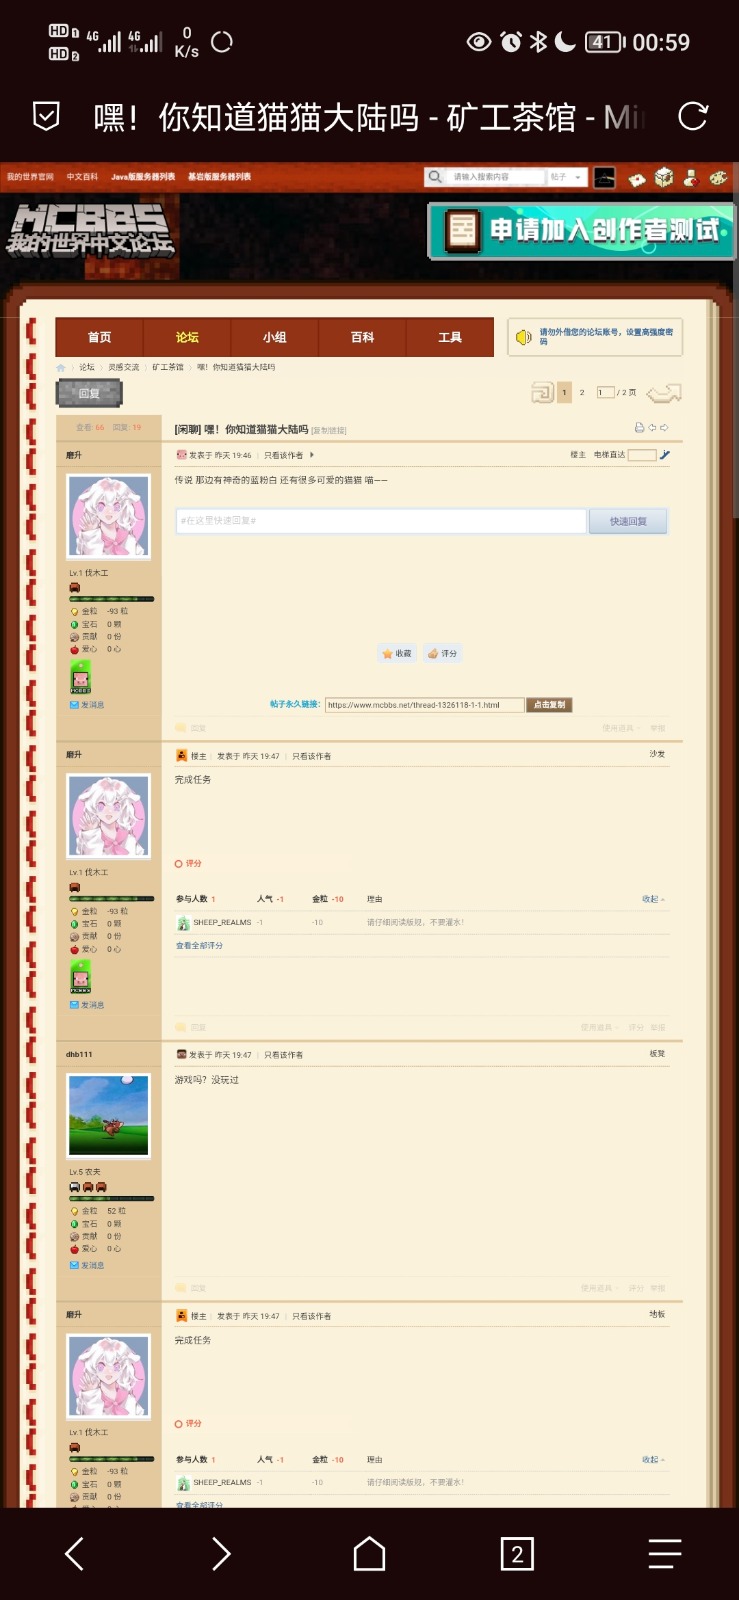 HD 1 4G 4G 0 K/s 41 00:59
HD 2
嘿！你知道猫猫大陆吗 - 矿工茶馆 - Mi
我的世界官网 中文百科 Java版服务器列表 基岩版服务器列表 请输入搜索内容 帖子
MCBBS
我的世界中文论坛
申请加入创作者测试
首页 论坛 小组 百科 工具
请勿外借您的论坛账号，设置高强度密码
论坛 灵感交流 矿工茶馆 嘿！你知道猫猫大陆吗
回复 1 2 1 / 2 页
查看: 66 回复: 19 [闲聊] 嘿！你知道猫猫大陆吗 [复制链接]
磨升 发表于 昨天 19:46 | 只看该作者 楼主 电梯直达
传说 那边有神奇的蓝粉白 还有很多可爱的猫猫 喵~~
#在这里快速回复# 快速回复
Lv.1 伐木工
金粒 -93 粒
宝石 0 颗
贡献 0 份
爱心 0 心
收藏 评分
MCBBS
发消息
帖子永久链接: https://www.mcbbs.net/thread-1326118-1-1.html 点击复制
回复 使用道具 举报
磨升 楼主 | 发表于 昨天 19:47 | 只看该作者 沙发
完成任务
Lv.1 伐木工
评分
参与人数 1 人气 -1 金粒 -10 理由 收起
SHEEP_REALMS -1 -10 请仔细阅读版规，不要灌水!
查看全部评分
金粒 -93 粒
宝石 0 颗
贡献 0 份
爱心 0 心
MCBBS
发消息
回复 使用道具 评分 举报
dhb111 发表于 昨天 19:47 | 只看该作者 板凳
游戏吗？没玩过
Lv.5 农夫
金粒 52 粒
宝石 0 颗
贡献 0 份
爱心 0 心
发消息
回复 使用道具 评分 举报
磨升 楼主 | 发表于 昨天 19:47 | 只看该作者 地板
完成任务
Lv.1 伐木工
评分
参与人数 1 人气 -1 金粒 -10 理由 收起
SHEEP_REALMS -1 -10 请仔细阅读版规，不要灌水!
查看全部评分
金粒 -93 粒
宝石 0 颗
贡献 0 份
2